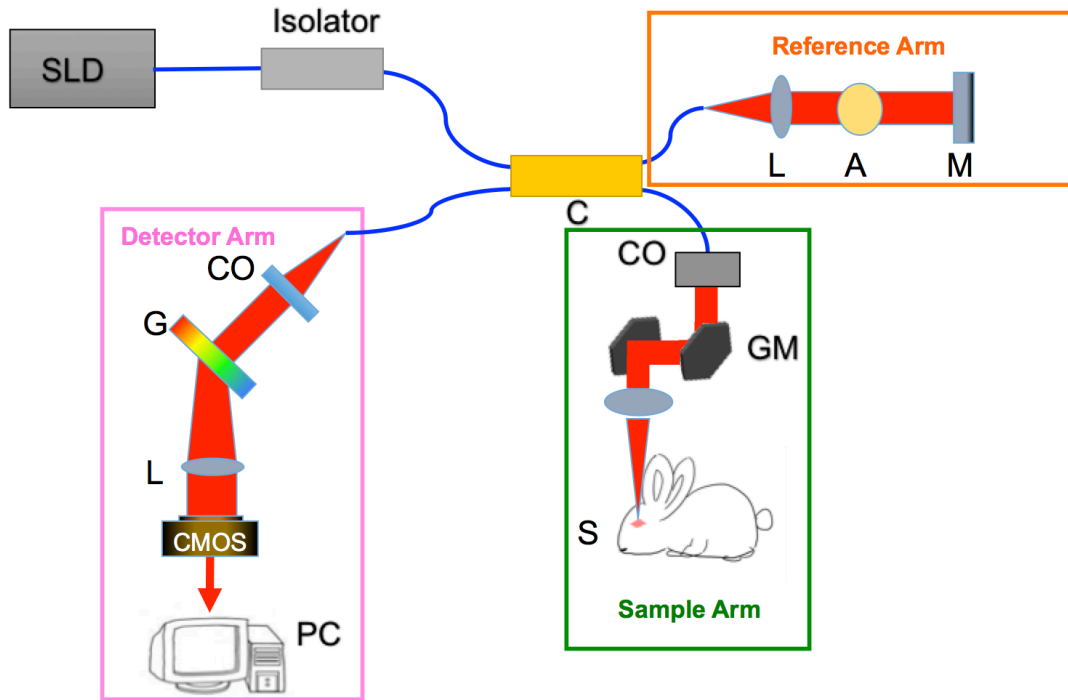 Isolator
SLD
Reference Arm
L
A
M
C
Detector Arm
CO
G
L
CMOS
PC
CO
GM
S
Sample Arm